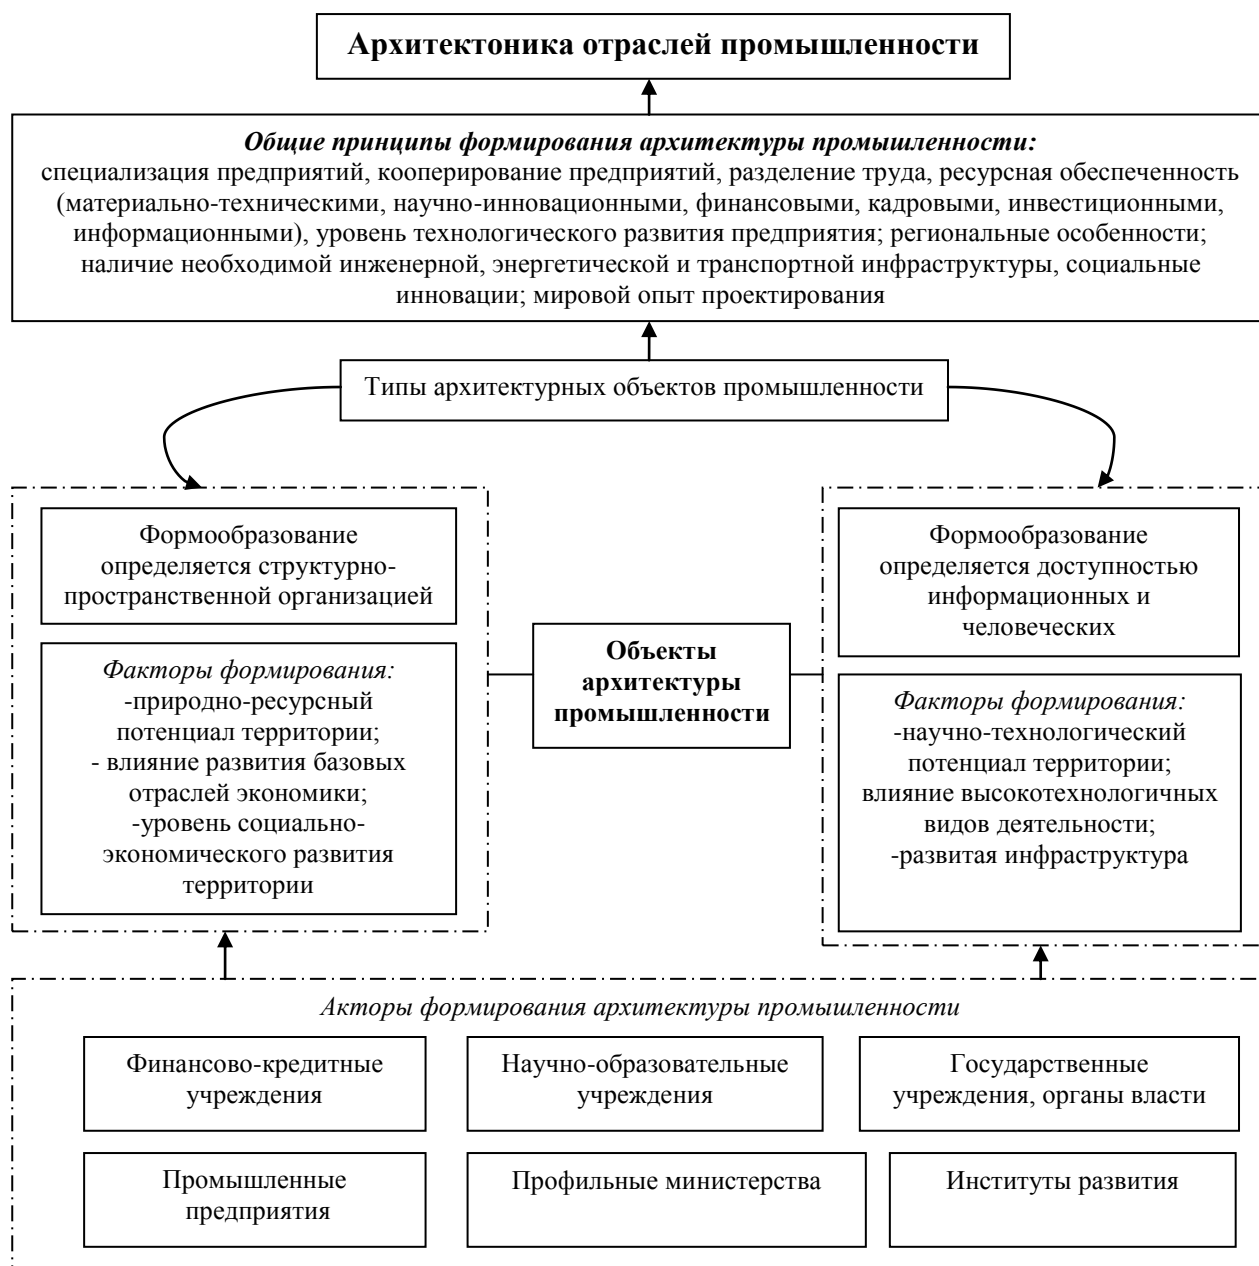 Архитектоника отраслей промышленности
Общие принципы формирования архитектуры промышленности:
специализация предприятий, кооперирование предприятий, разделение труда, ресурсная обеспеченность
(материально-техническими, научно-инновационными, финансовыми, кадровыми, инвестиционными,
информационными), уровень технологического развития предприятия; региональные особенности;
наличие необходимой инженерной, энергетической и транспортной инфраструктуры, социальные
инновации; мировой опыт проектирования
Типы архитектурных объектов промышленности
Формообразование
определяется структурно-
пространственной организацией
Факторы формирования:
-природно-ресурсный
потенциал территории;
- влияние развития базовых
отраслей экономики;
-уровень социально-
экономического развития
территории
Объекты
архитектуры
промышленности
Формообразование
определяется доступностью
информационных и
человеческих
Факторы формирования:
-научно-технологический
потенциал территории;
влияние высокотехнологичных
видов деятельности;
-развитая инфраструктура
Акторы формирования архитектуры промышленности
Финансово-кредитные
учреждения
Научно-образовательные
учреждения
Государственные
учреждения, органы власти
Промышленные
предприятия
Профильные министерства
Институты развития